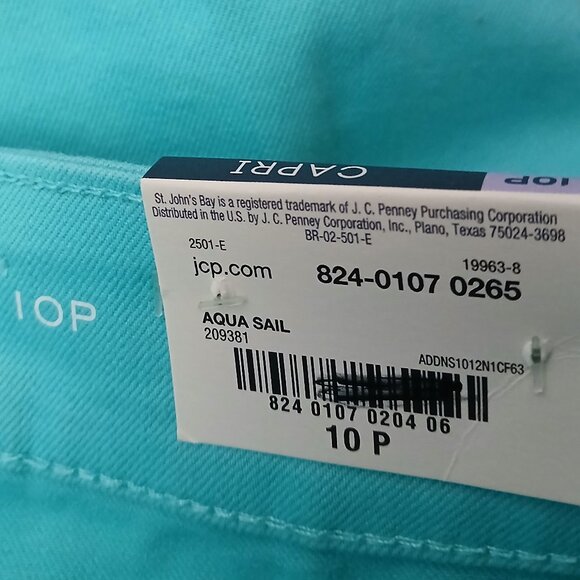 CAPRI
10P
St. John's Bay is a registered trademark of J. C. Penney Purchasing Corporation
Distributed in the U.S. by J. C. Penney Corporation, Inc., Plano, Texas 75024-3698
BR-02-501-E
2501-E
19963-8
jcp.com
824-0107 0265
10P
AQUA SAIL
209381
ADDNS1012N1CF63
824 0107 0204 06
10 P